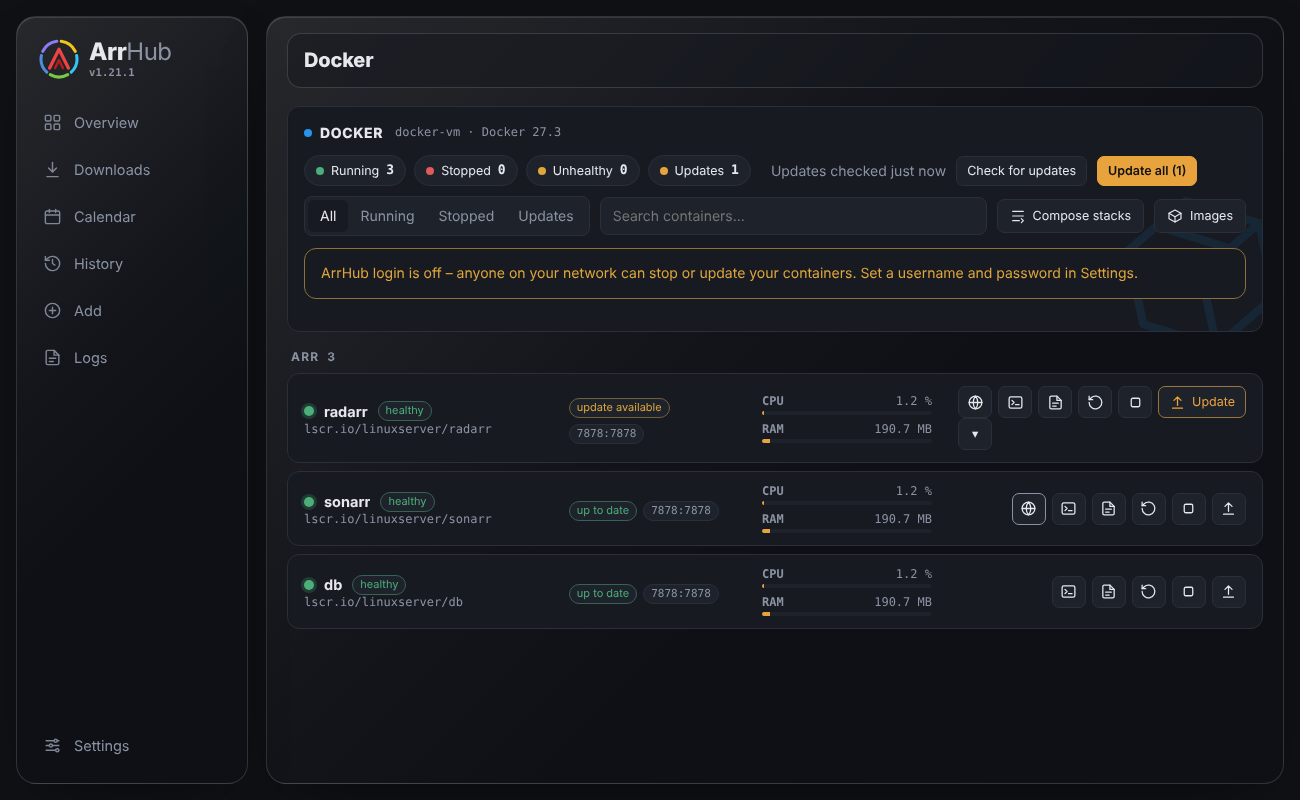 ArrHub
v1.21.1
Overview
Downloads
Calendar
History
Add
Logs
Settings
Docker
DOCKER docker-vm · Docker 27.3
Running 3 Stopped 0 Unhealthy 0 Updates 1 Updates checked just now Check for updates Update all (1)
All Running Stopped Updates Search containers... Compose stacks Images
ArrHub login is off – anyone on your network can stop or update your containers. Set a username and password in Settings.
ARR 3
radarr healthy
lscr.io/linuxserver/radarr
update available
7878:7878
CPU 1.2 %
RAM 190.7 MB
Update
sonarr healthy
lscr.io/linuxserver/sonarr
up to date 7878:7878
CPU 1.2 %
RAM 190.7 MB
db healthy
lscr.io/linuxserver/db
up to date 7878:7878
CPU 1.2 %
RAM 190.7 MB